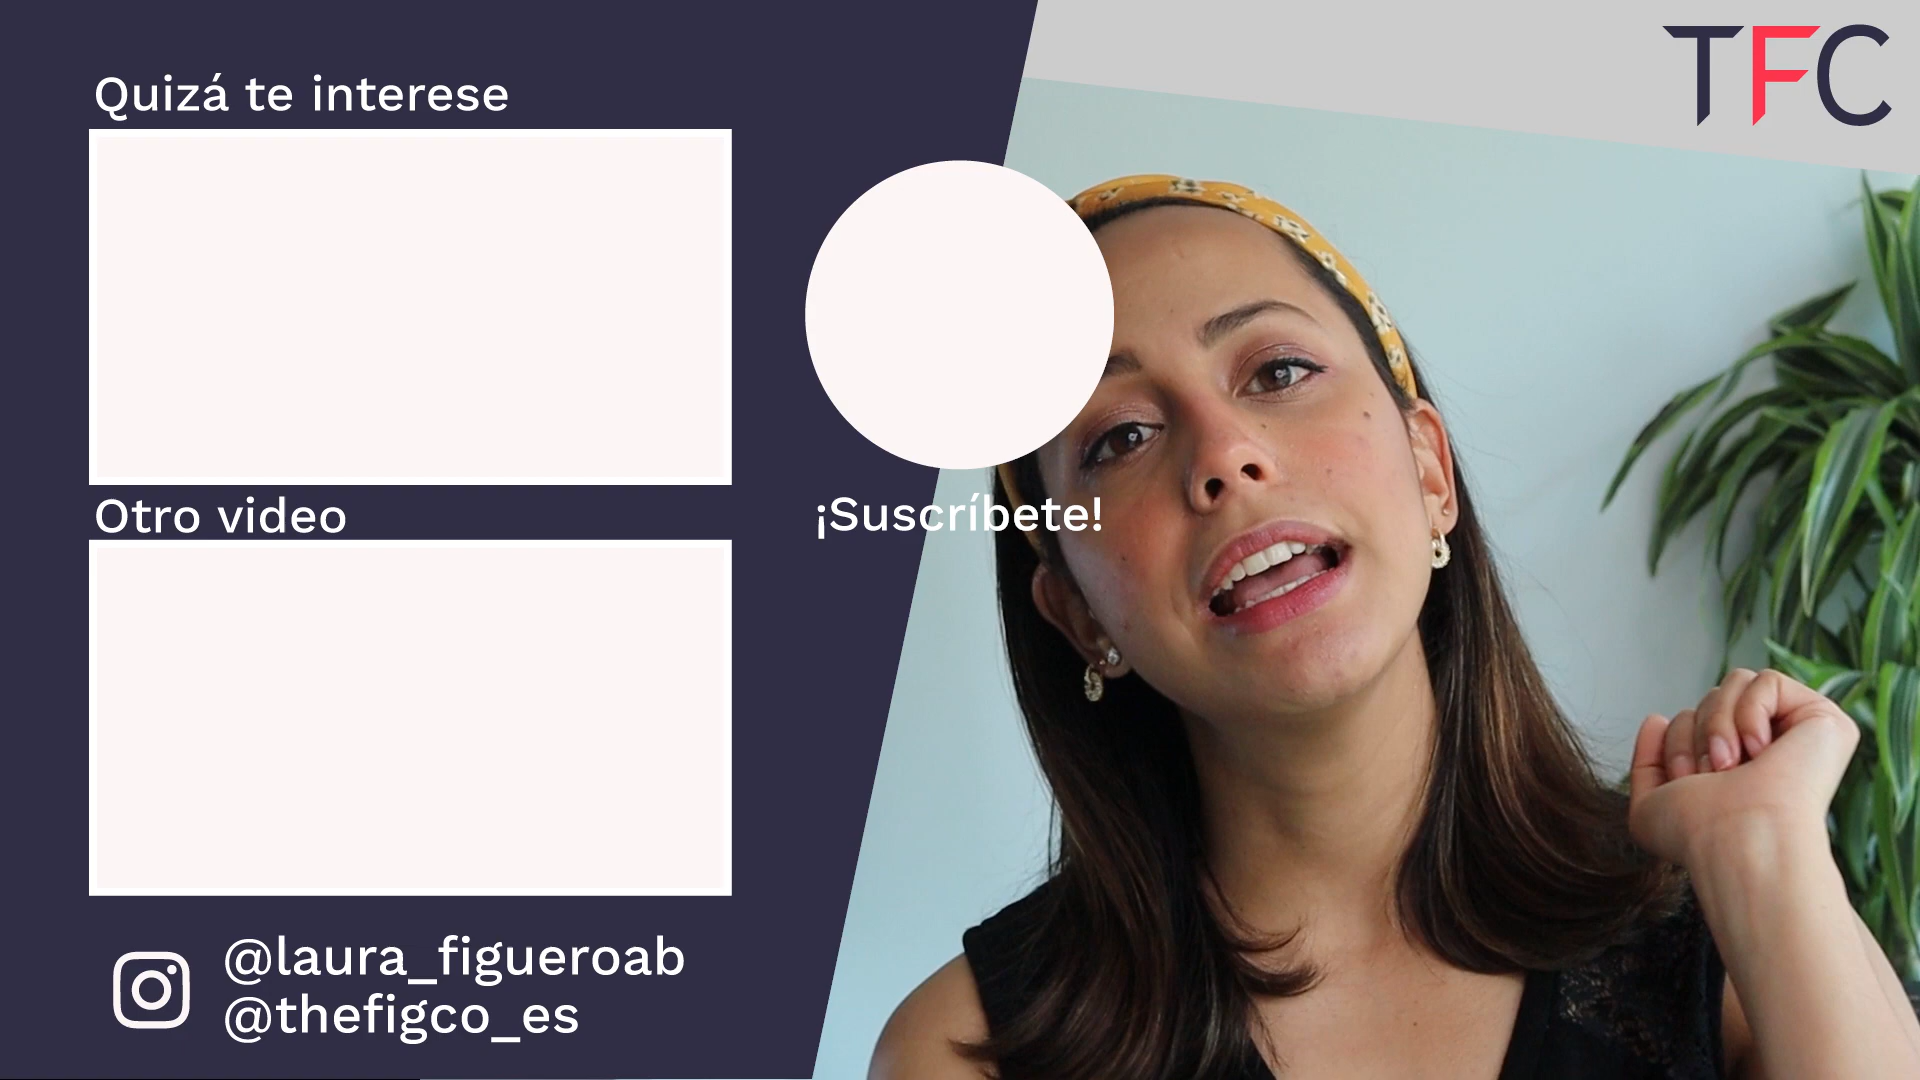 TFC
Quizá te interese
¡Suscríbete!
Otro video
@laura_figueroab
@thefigco_es